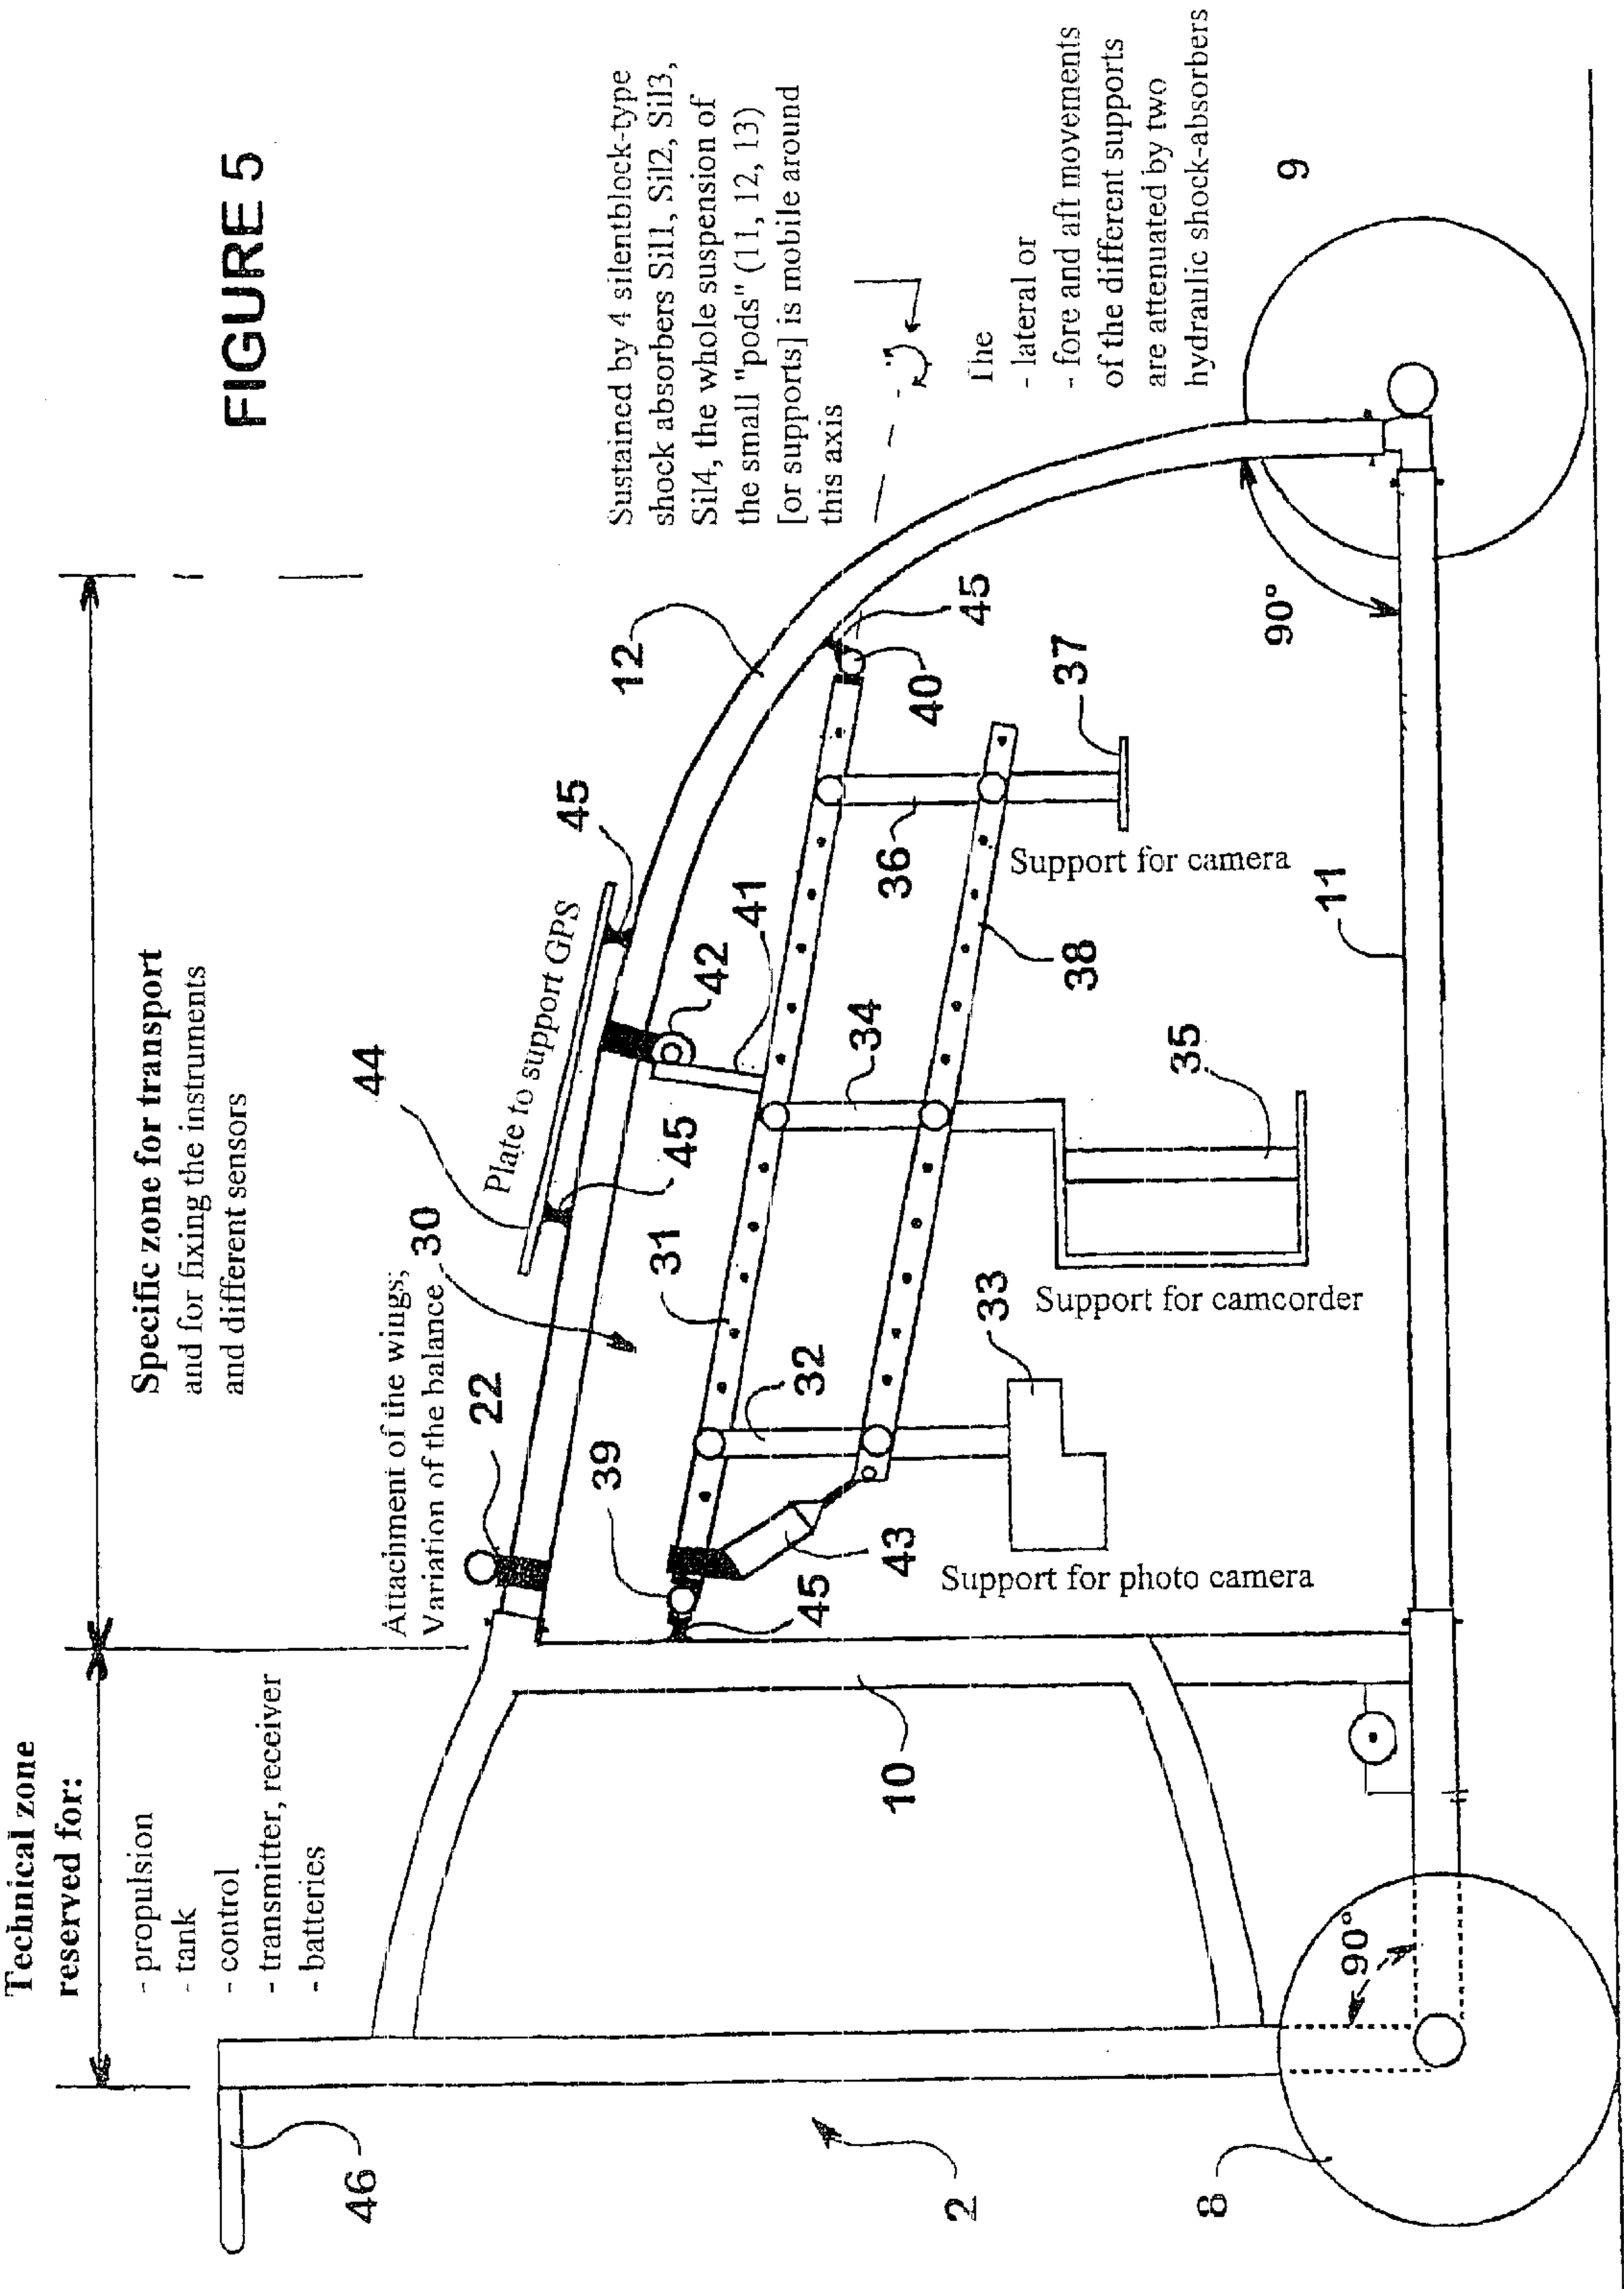 FIGURE 5
Technical zone
reserved for:
- propulsion
- tank
- control
- transmitter, receiver
- batteries
Specific zone for transport
and for fixing the instruments
and different sensors
Sustained by 4 silentblock-type
shock absorbers Sil1, Sil2, Sil3,
Sil4, the whole suspension of
the small "pods" (11, 12, 13)
[or supports] is mobile around
this axis
The
- lateral or
- fore and aft movements
of the different supports
are attenuated by two
hydraulic shock-absorbers
Attachment of the wings;
Variation of the balance
Plate to support GPS
44
45
12
22
30
45
42
41
45
40
39
31
32
34
36
37
43
45
33
38
35
Support for photo camera
Support for camcorder
Support for camera
46
2
8
10
11
9
90°
90°